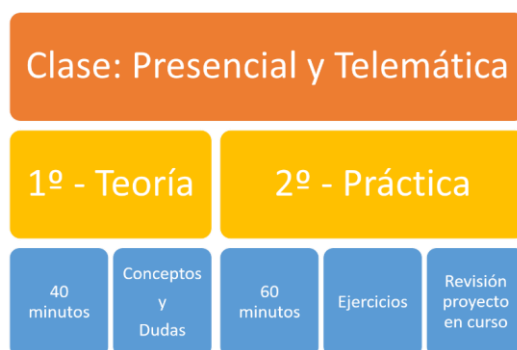 Clase: Presencial y Telemática
1º - Teoría
2º - Práctica
40
minutos
Conceptos
y
Dudas
60
minutos
Ejercicios
Revisión
proyecto
en curso